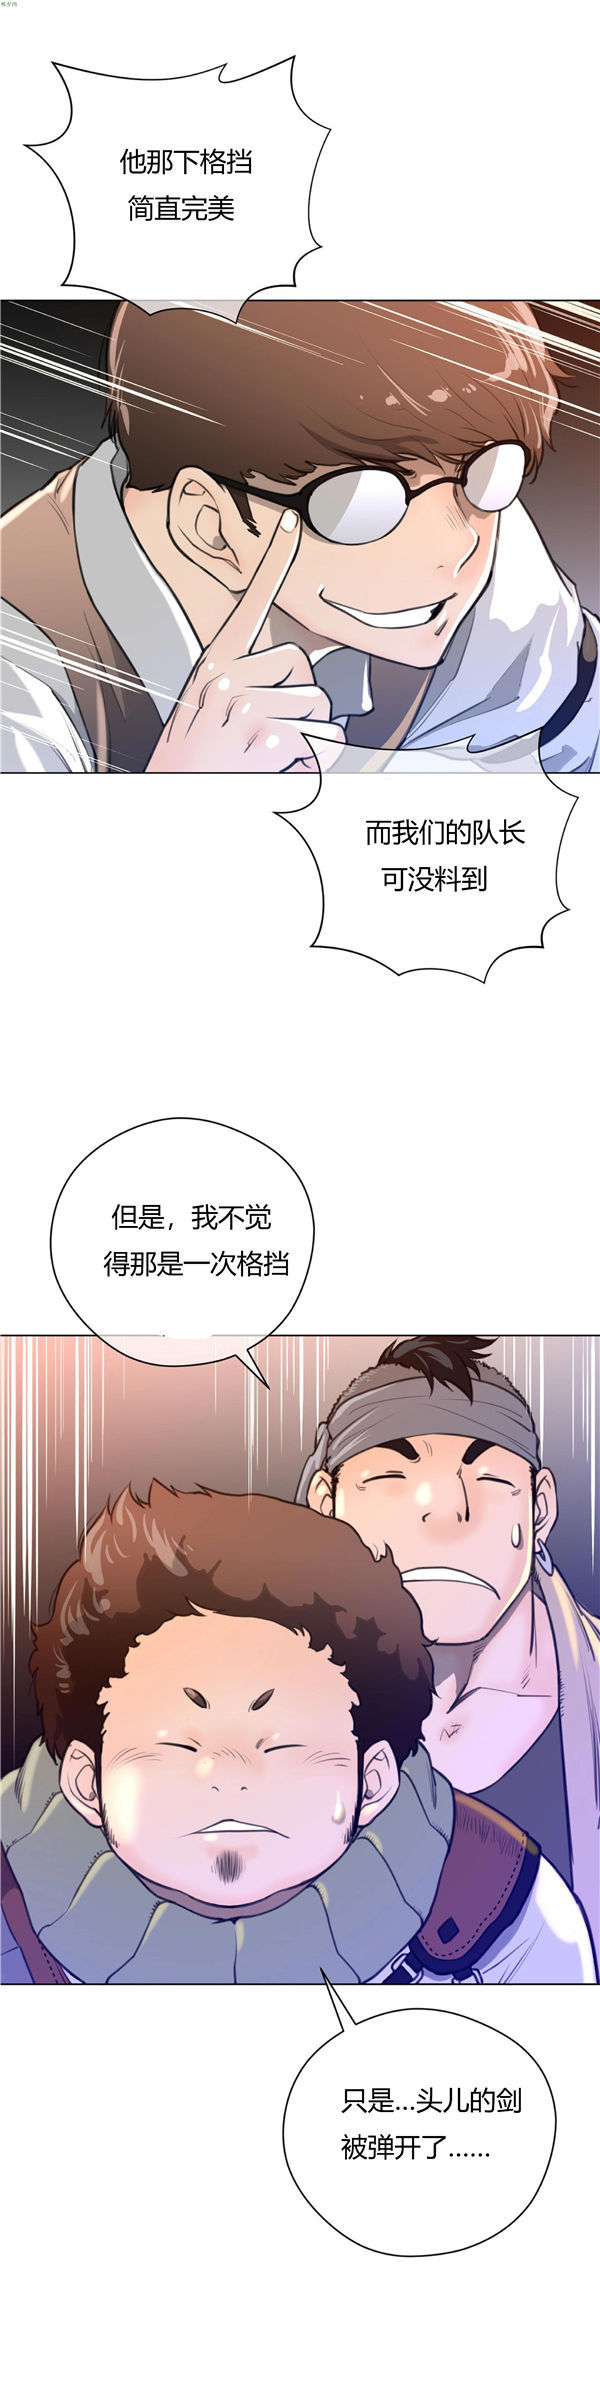 他那下格挡
简直完美
而我们的队长
可没料到
但是，我不觉
得那是一次格挡
只是...头儿的剑
被弹开了......